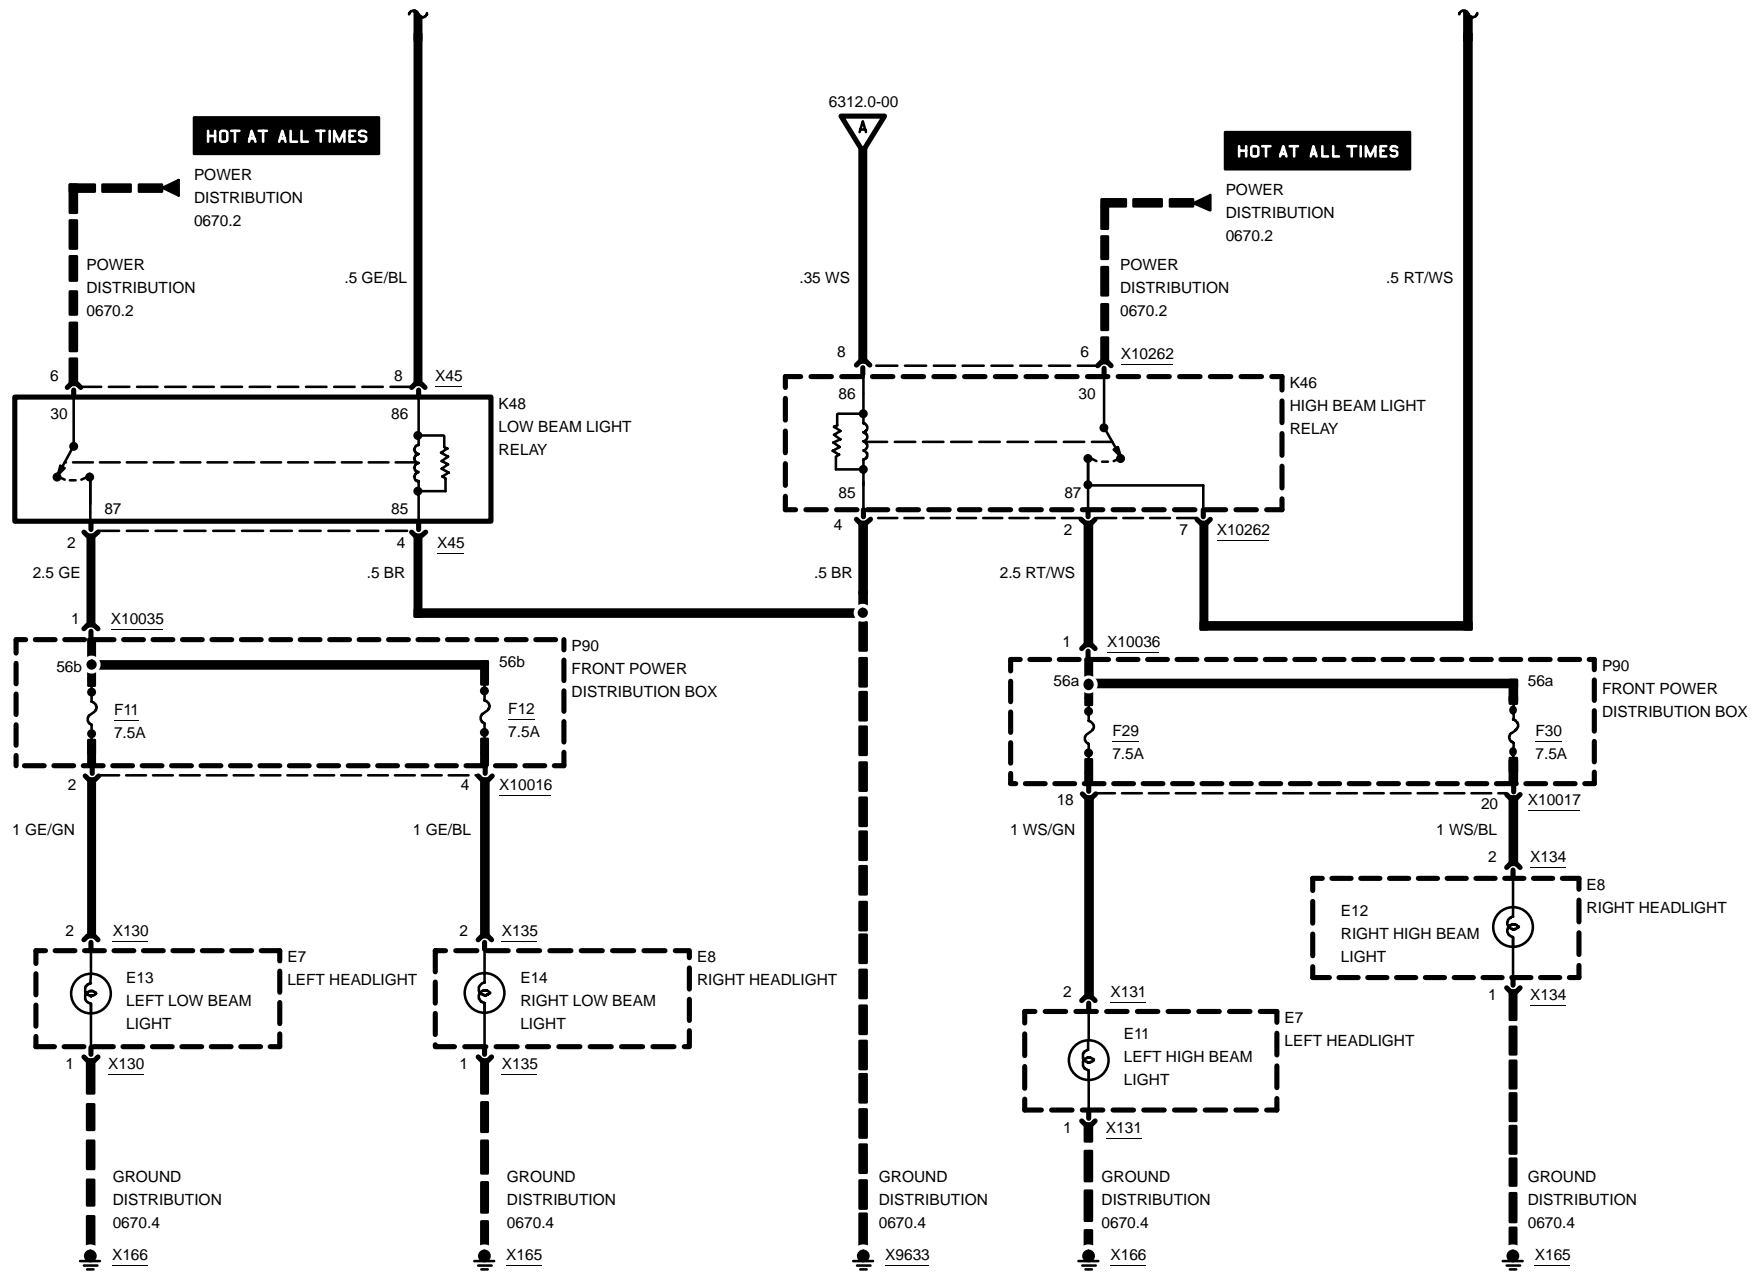 6312.0-00
A
HOT AT ALL TIMES
POWER
DISTRIBUTION
0670.2
POWER
DISTRIBUTION
0670.2
.5 GE/BL
.35 WS
HOT AT ALL TIMES
POWER
DISTRIBUTION
0670.2
POWER
DISTRIBUTION
0670.2
.5 RT/WS
6
8
X45
30
86
K48
LOW BEAM LIGHT
RELAY
87
85
2
4
X45
8
6
X10262
86
30
K46
HIGH BEAM LIGHT
RELAY
85
87
4
2
7
X10262
2.5 GE
.5 BR
.5 BR
2.5 RT/WS
1
X10035
56b
56b
P90
FRONT POWER
DISTRIBUTION BOX
F11
7.5A
F12
7.5A
2
4
X10016
1 GE/GN
1 GE/BL
1
X10036
56a
56a
P90
FRONT POWER
DISTRIBUTION BOX
F29
7.5A
F30
7.5A
18
20
X10017
1 WS/GN
1 WS/BL
2
X134
E8
RIGHT HEADLIGHT
E12
RIGHT HIGH BEAM
LIGHT
1
X134
2
X130
E7
LEFT HEADLIGHT
E13
LEFT LOW BEAM
LIGHT
1
X130
2
X135
E8
RIGHT HEADLIGHT
E14
RIGHT LOW BEAM
LIGHT
1
X135
2
X131
E7
LEFT HEADLIGHT
E11
LEFT HIGH BEAM
LIGHT
1
X131
GROUND
DISTRIBUTION
0670.4
X166
GROUND
DISTRIBUTION
0670.4
X165
GROUND
DISTRIBUTION
0670.4
X9633
GROUND
DISTRIBUTION
0670.4
X166
GROUND
DISTRIBUTION
0670.4
X165